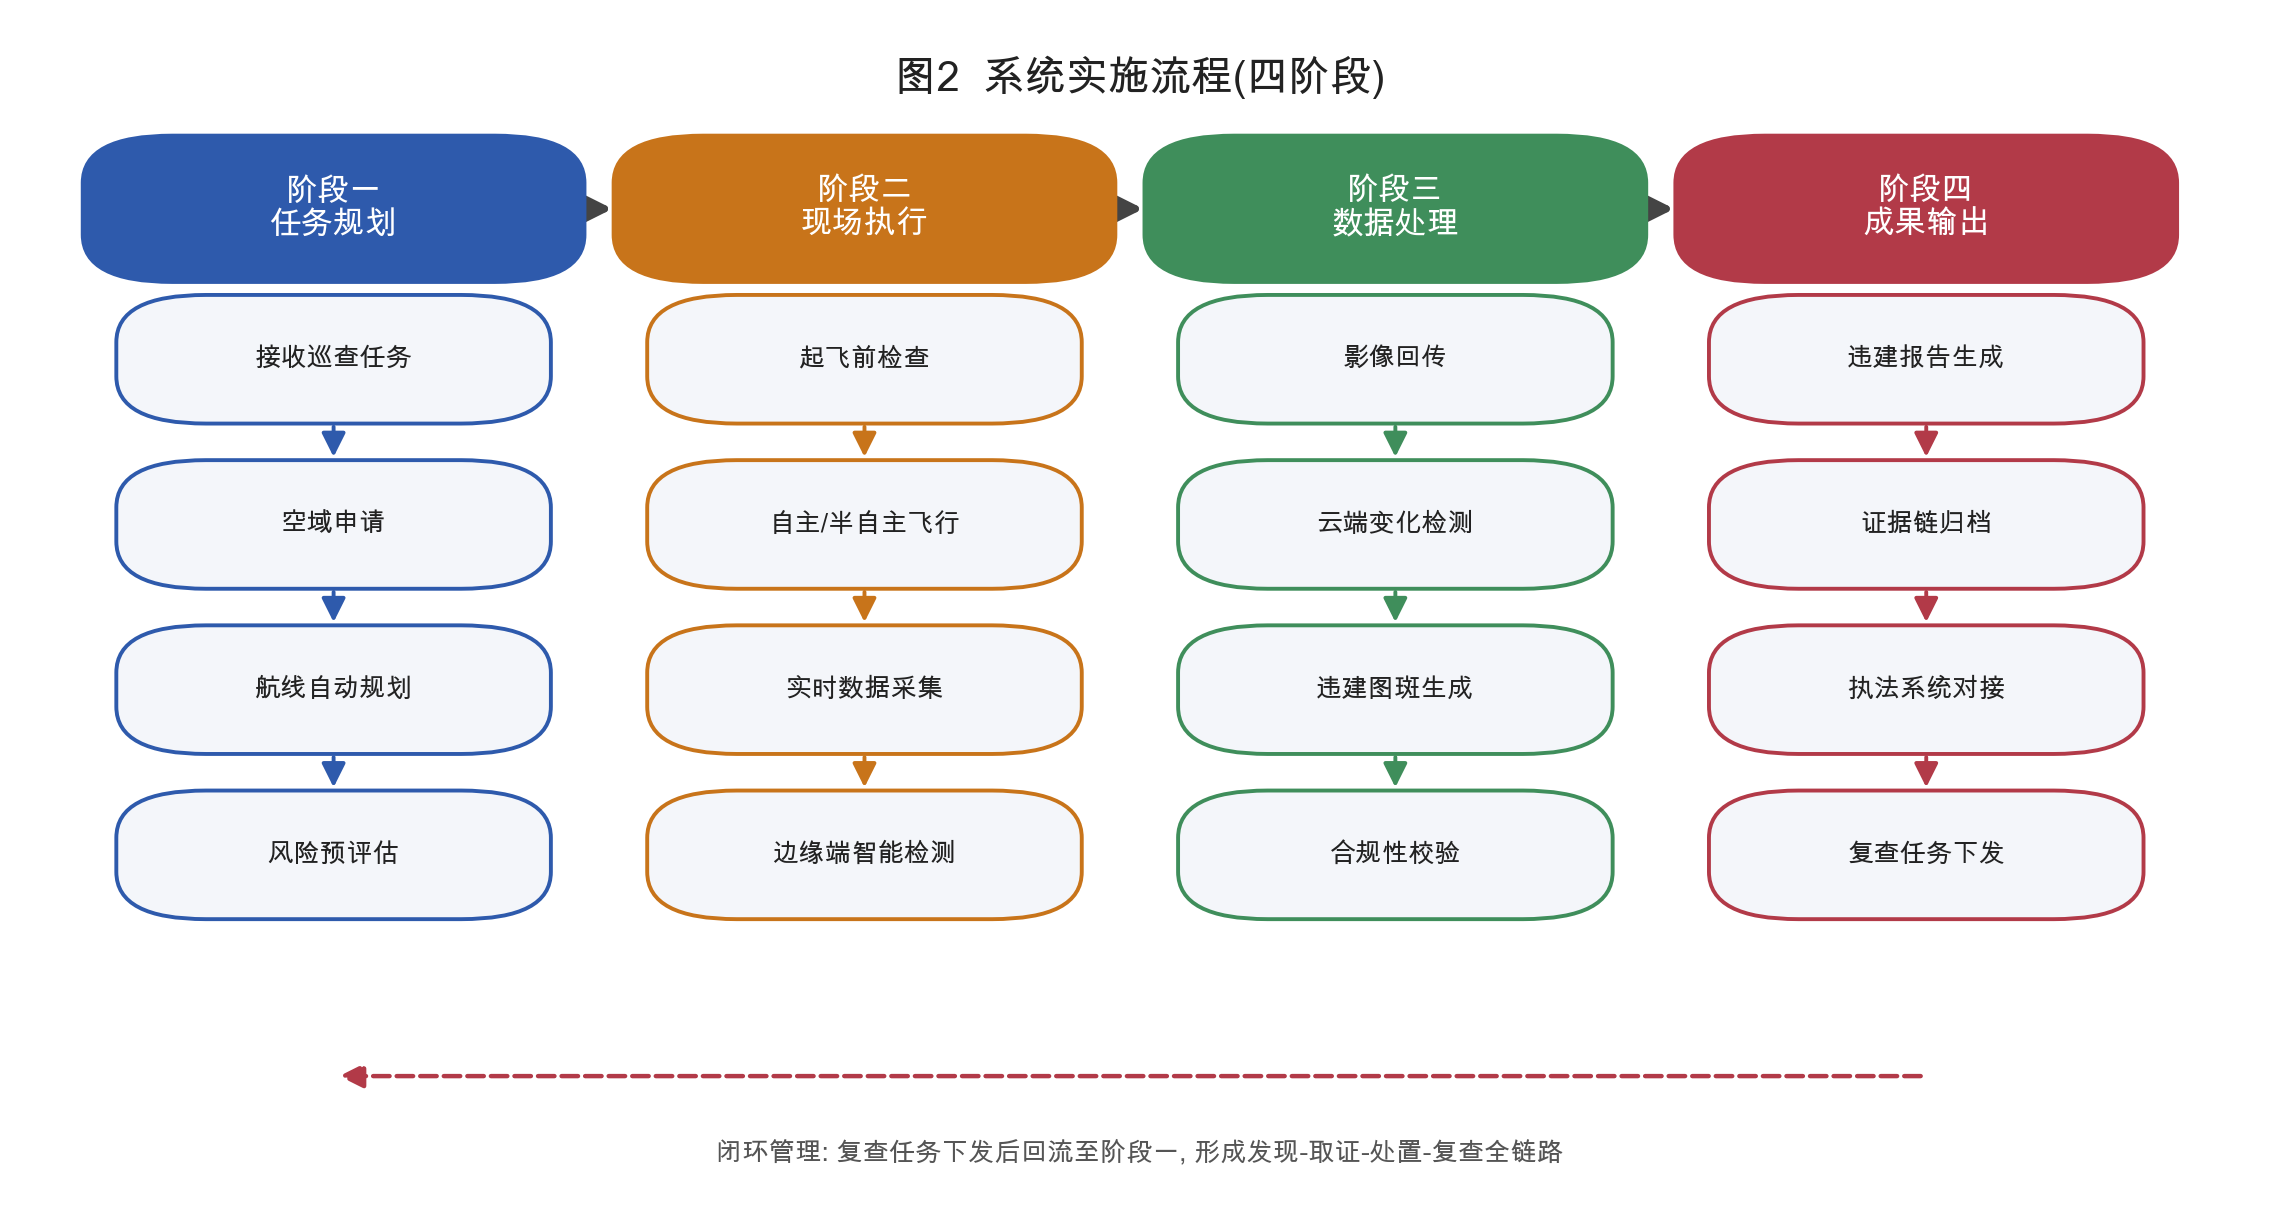 图2 系统实施流程(四阶段)
阶段一
任务规划
接收巡查任务
空域申请
航线自动规划
风险预评估
阶段二
现场执行
起飞前检查
自主/半自主飞行
实时数据采集
边缘端智能检测
阶段三
数据处理
影像回传
云端变化检测
违建图斑生成
合规性校验
阶段四
成果输出
违建报告生成
证据链归档
执法系统对接
复查任务下发
闭环管理: 复查任务下发后回流至阶段一, 形成发现-取证-处置-复查全链路